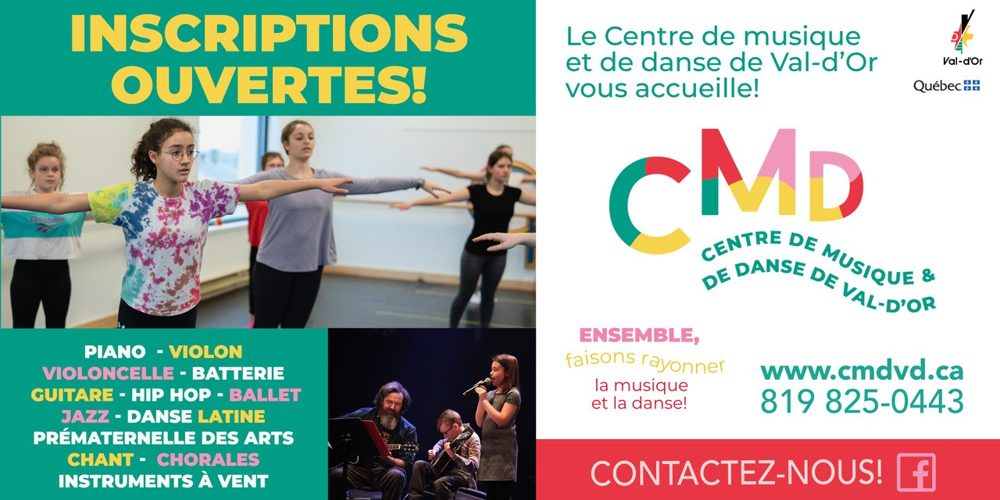 INSCRIPTIONS
OUVERTES!
Reebok
PIANO - VIOLON
VIOLONCELLE - BATTERIE
GUITARE - HIP HOP - BALLET
JAZZ - DANSE LATINE
PRÉMATERNELLE DES ARTS
CHANT - CHORALES
INSTRUMENTS À VENT
Le Centre de musique
et de danse de Val-d’Or
vous accueille!
Val-d'Or
Québec
CMD
CENTRE DE MUSIQUE &
DE DANSE DE VAL-D’OR
ENSEMBLE,
faisons rayonner
la musique
et la danse!
www.cmdvd.ca
819 825-0443
CONTACTEZ-NOUS!